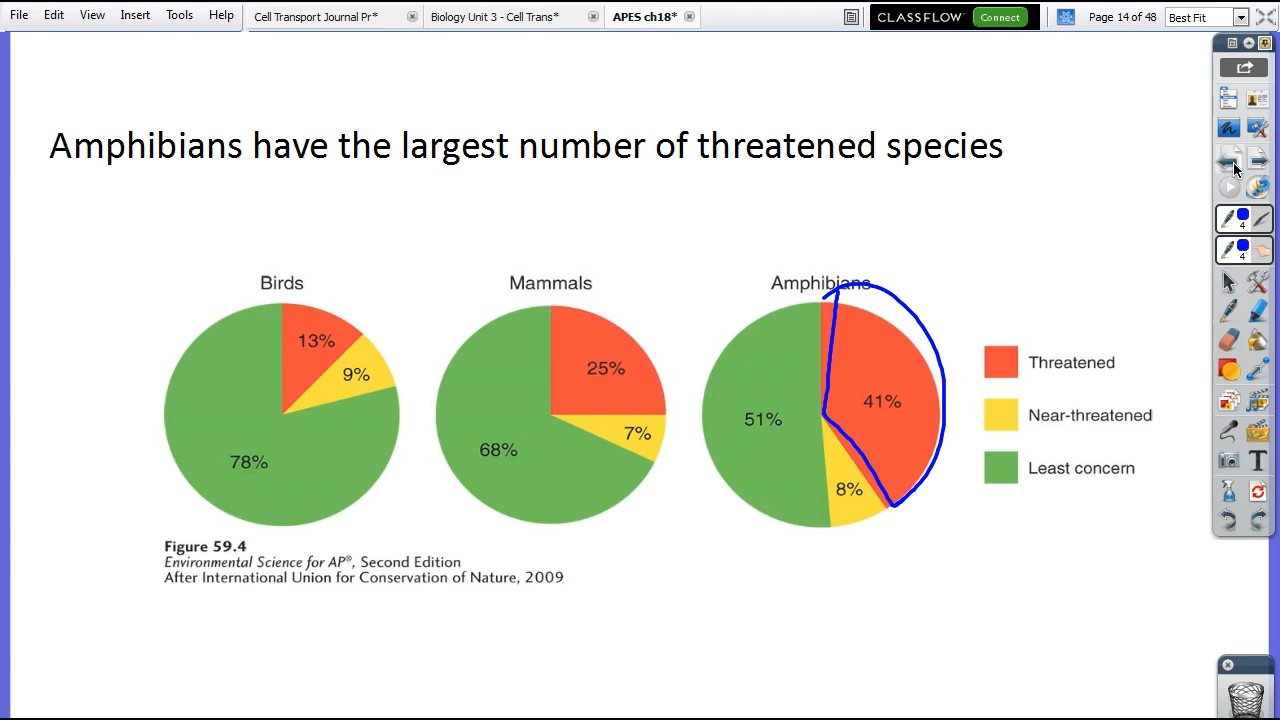 File Edit View Insert Tools Help
Cell Transport Journal Pr* Biology Unit 3 - Cell Trans* APES ch18*
CLASSFLOW Connect
Page 14 of 48 Best Fit
Amphibians have the largest number of threatened species
Birds Mammals Amphibians
13%
9%
78%
25%
7%
68%
41%
8%
51%
Threatened
Near-threatened
Least concern
Figure 59.4
Environmental Science for AP®, Second Edition
After International Union for Conservation of Nature, 2009
4
4
T